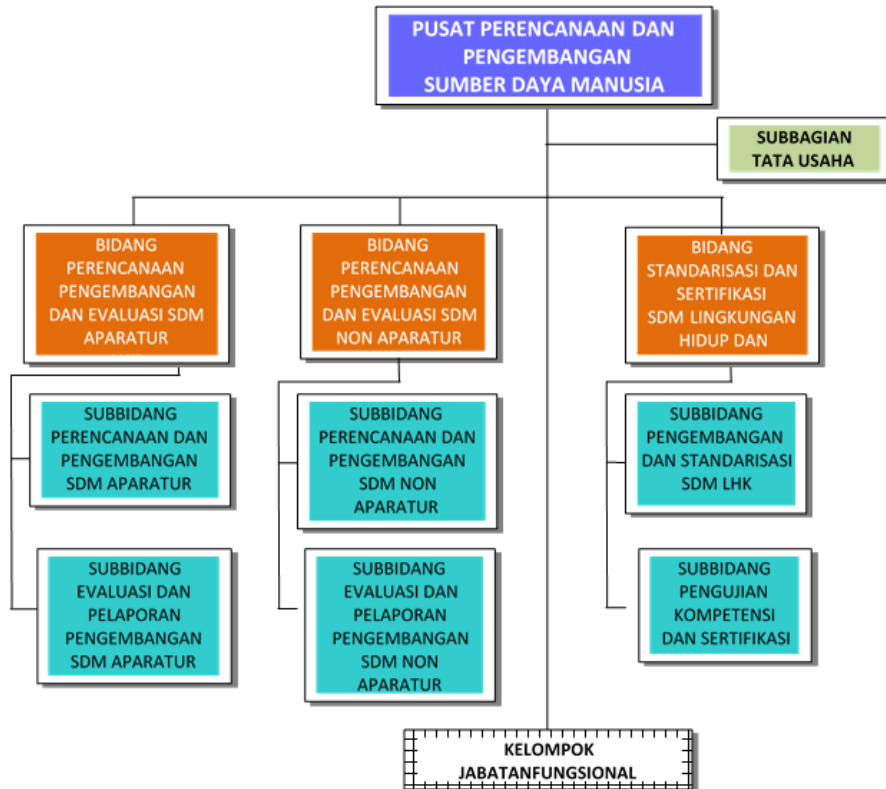 PUSAT PERENCANAAN DAN
PENGEMBANGAN
SUMBER DAYA MANUSIA
SUBBAGIAN
TATA USAHA
BIDANG
PERENCANAAN
PENGEMBANGAN
DAN EVALUASI SDM
APARATUR
BIDANG
PERENCANAAN
PENGEMBANGAN
DAN EVALUASI SDM
NON APARATUR
BIDANG
STANDARISASI DAN
SERTIFIKASI
SDM LINGKUNGAN
HIDUP DAN
SUBBIDANG
PERENCANAAN DAN
PENGEMBANGAN
SDM APARATUR
SUBBIDANG
PERENCANAAN DAN
PENGEMBANGAN
SDM NON
APARATUR
SUBBIDANG
PENGEMBANGAN
DAN STANDARISASI
SDM LHK
SUBBIDANG
EVALUASI DAN
PELAPORAN
PENGEMBANGAN
SDM APARATUR
SUBBIDANG
EVALUASI DAN
PELAPORAN
PENGEMBANGAN
SDM NON
APARATUR
SUBBIDANG
PENGUJIAN
KOMPETENSI
DAN SERTIFIKASI
KELOMPOK
JABATANFUNGSIONAL